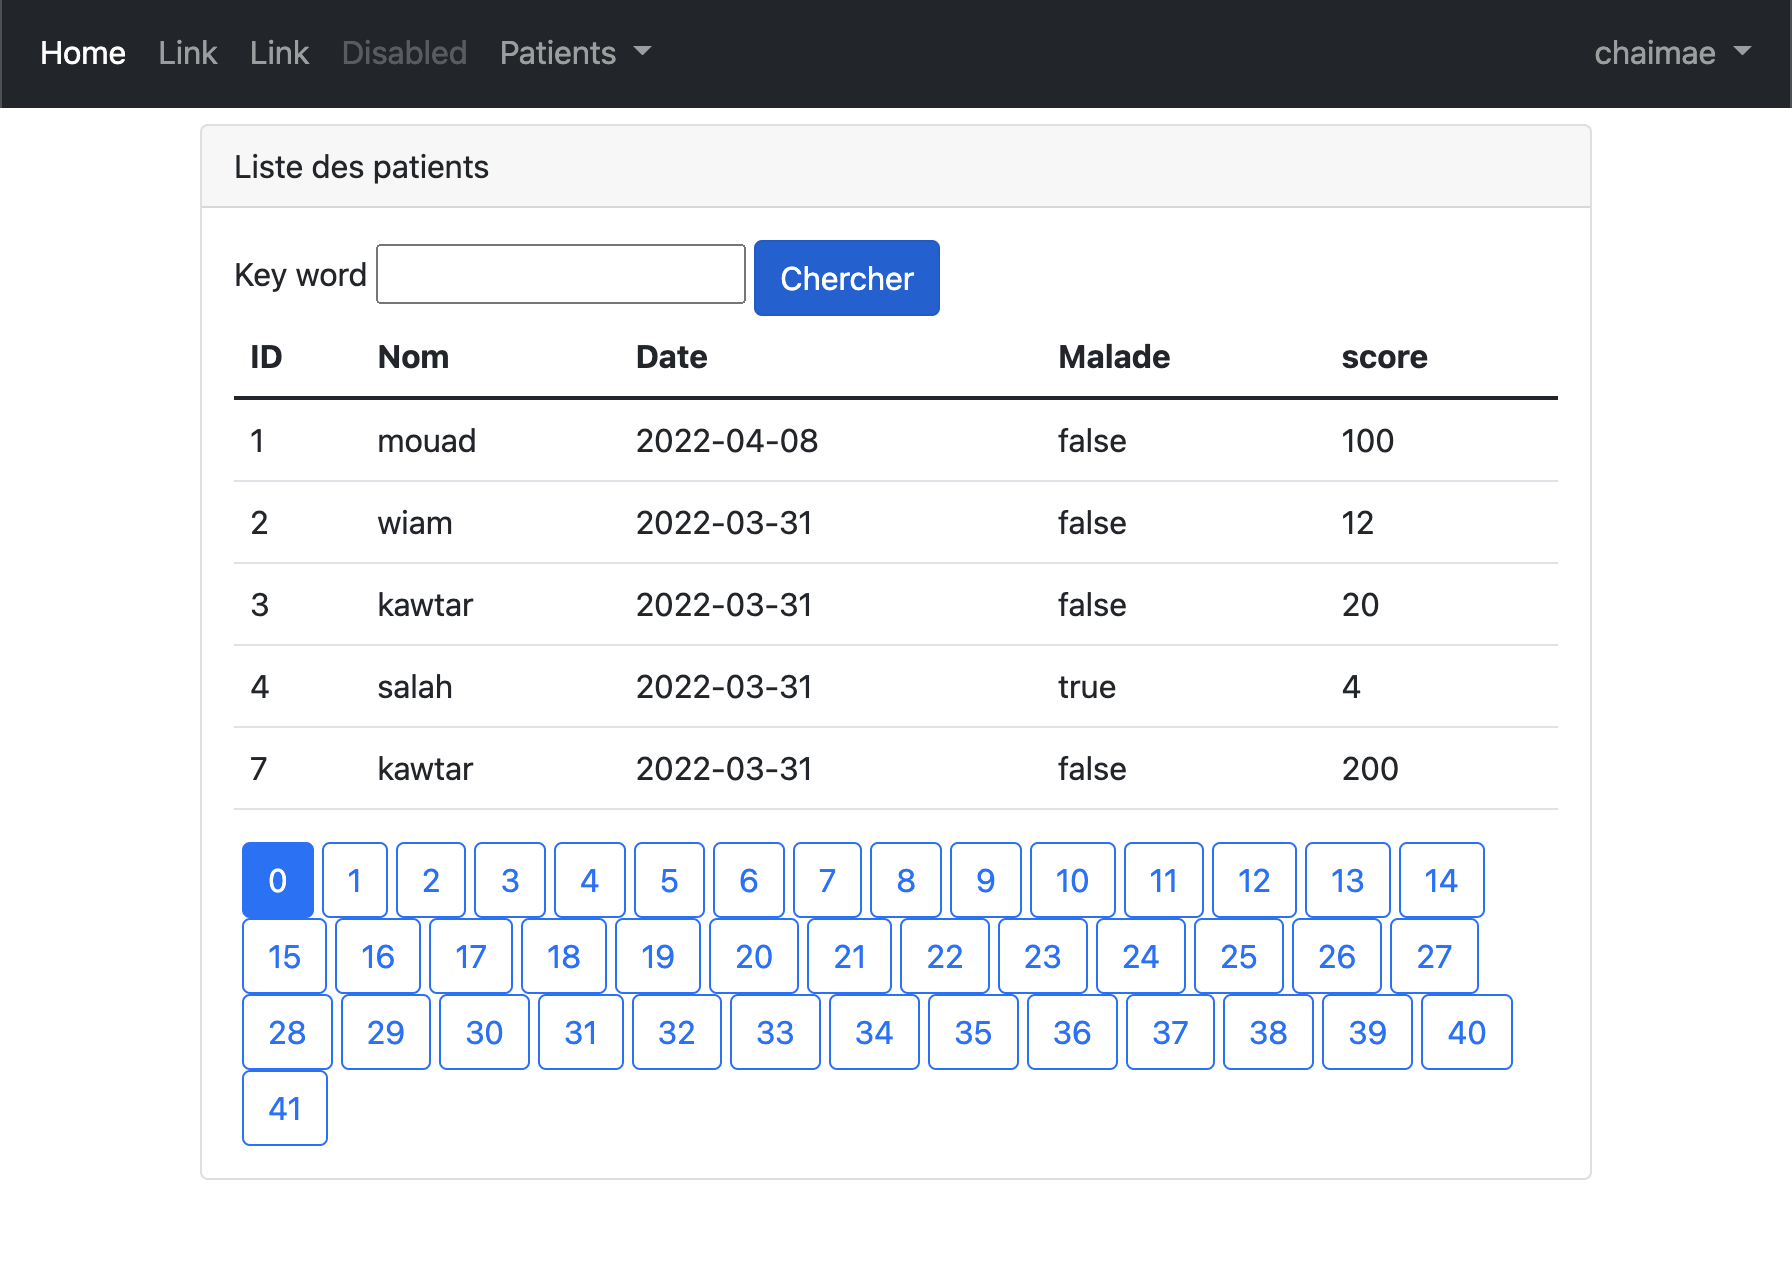 Home Link Link Disabled Patients chaimae
Liste des patients
Key word Chercher
ID Nom Date Malade score
1 mouad 2022-04-08 false 100
2 wiam 2022-03-31 false 12
3 kawtar 2022-03-31 false 20
4 salah 2022-03-31 true 4
7 kawtar 2022-03-31 false 200
0 1 2 3 4 5 6 7 8 9 10 11 12 13 14
15 16 17 18 19 20 21 22 23 24 25 26 27
28 29 30 31 32 33 34 35 36 37 38 39 40
41